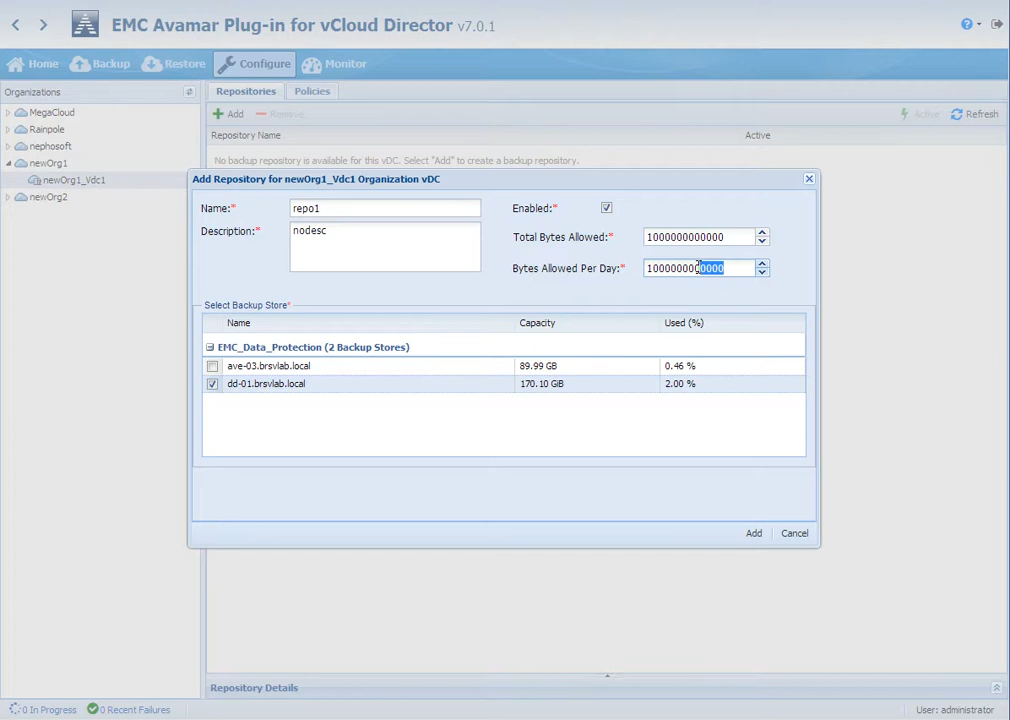 EMC Avamar Plug-in for vCloud Director v7.0.1
Home Backup Restore Configure Monitor
Organizations
MegaCloud
Rainpole
nephosoft
newOrg1
newOrg1_Vdc1
newOrg2
Repositories Policies
Add Remove Active Refresh
Repository Name Active
No backup repository is available for this vDC. Select "Add" to create a backup repository.
Add Repository for newOrg1_Vdc1 Organization vDC
Name:* repo1 Enabled:*
Description:* nodesc Total Bytes Allowed:* 1000000000000
Bytes Allowed Per Day:* 1000000000000
Select Backup Store*
Name Capacity Used (%)
EMC_Data_Protection (2 Backup Stores)
ave-03.brsvlab.local 89.99 GB 0.46 %
dd-01.brsvlab.local 170.10 GiB 2.00 %
Add Cancel
Repository Details
0 In Progress 0 Recent Failures User: administrator